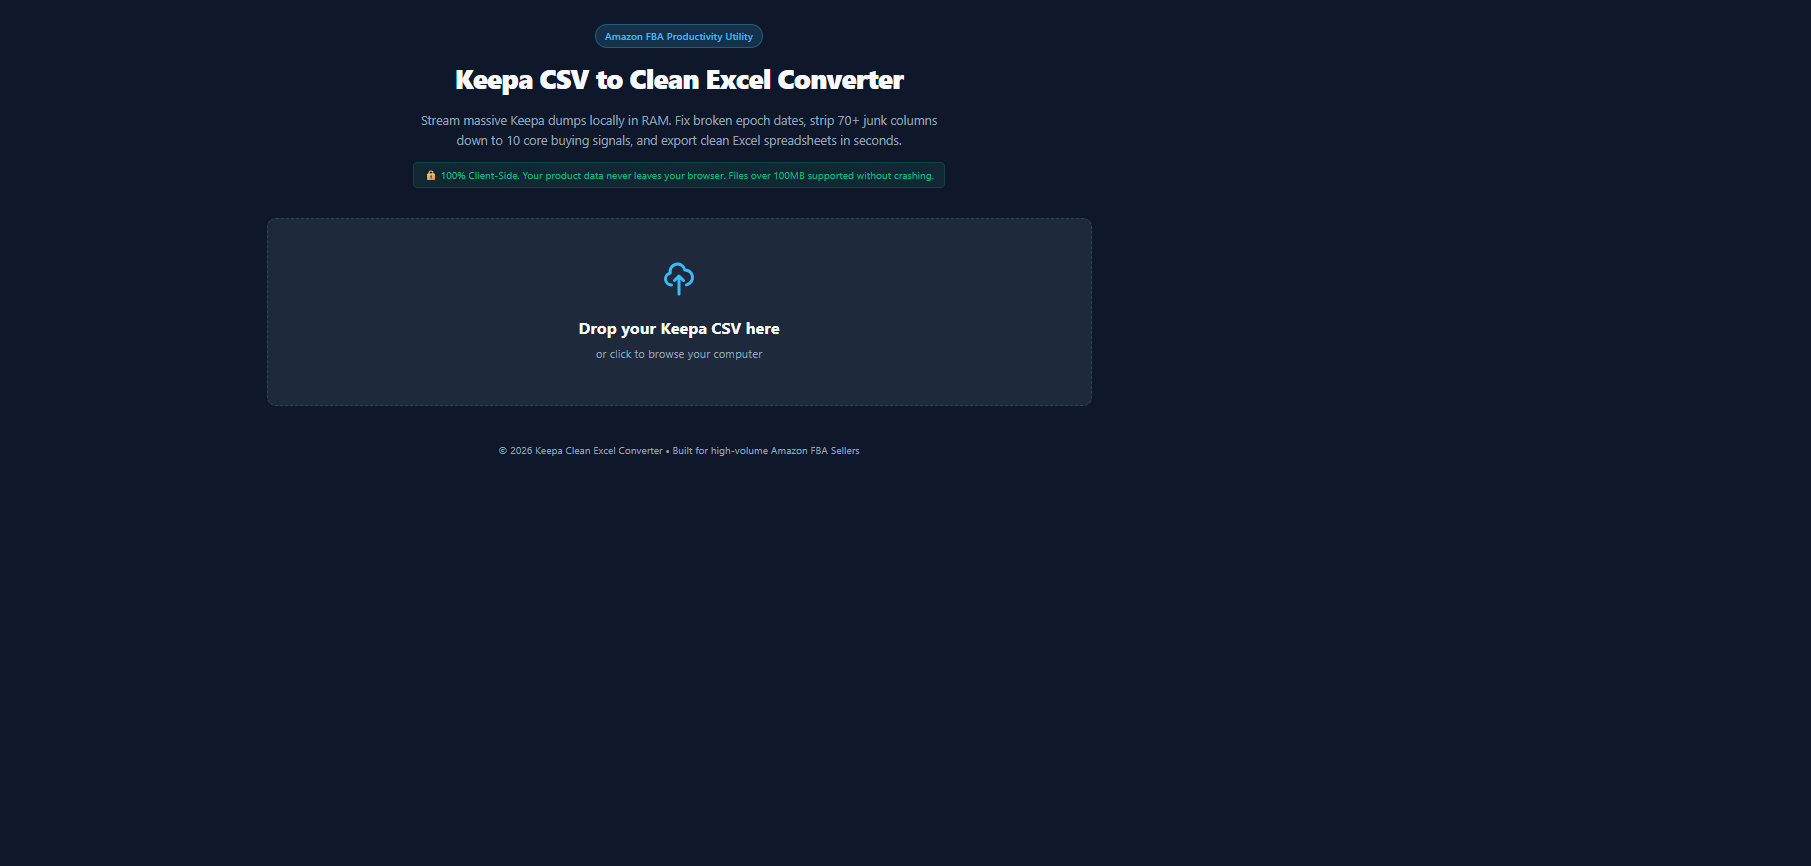 Amazon FBA Productivity Utility
Keepa CSV to Clean Excel Converter
Stream massive Keepa dumps locally in RAM. Fix broken epoch dates, strip 70+ junk columns
down to 10 core buying signals, and export clean Excel spreadsheets in seconds.
🔒 100% Client-Side. Your product data never leaves your browser. Files over 100MB supported without crashing.
Drop your Keepa CSV here
or click to browse your computer
© 2026 Keepa Clean Excel Converter • Built for high-volume Amazon FBA Sellers